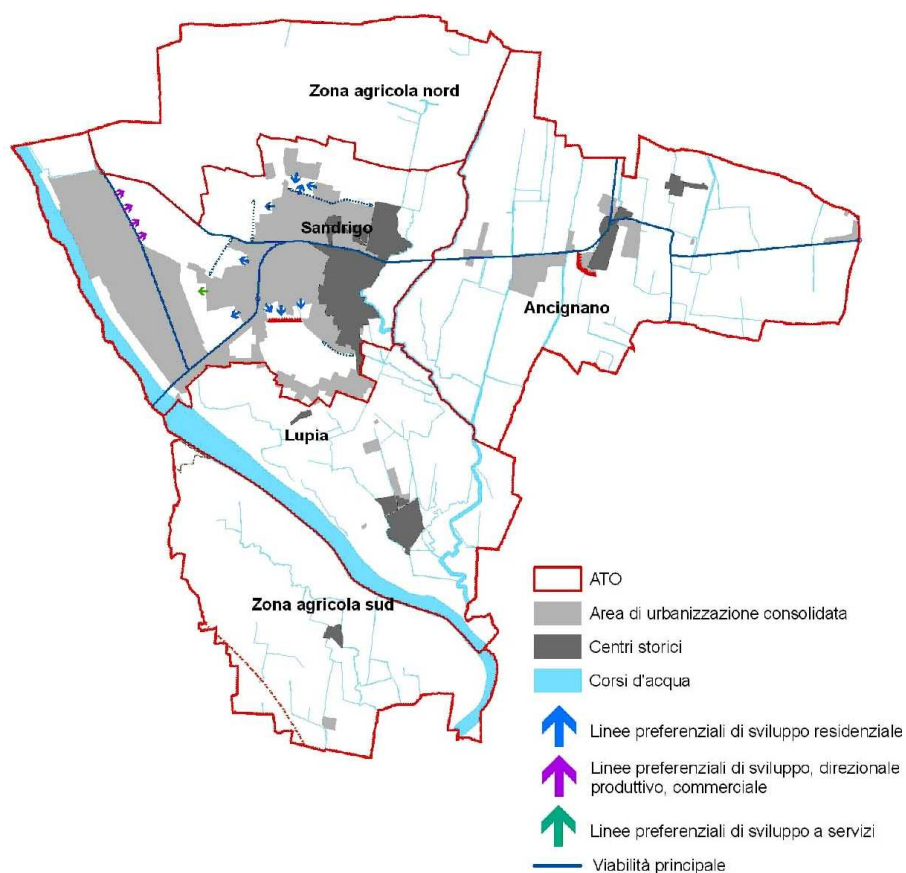 Zona agricola nord
Sandrigo
Ancignano
Lupia
Zona agricola sud
ATO
Area di urbanizzazione consolidata
Centri storici
Corsi d'acqua
Linee preferenziali di sviluppo residenziale
Linee preferenziali di sviluppo, direzionale
produttivo, commerciale
Linee preferenziali di sviluppo a servizi
Viabilità principale